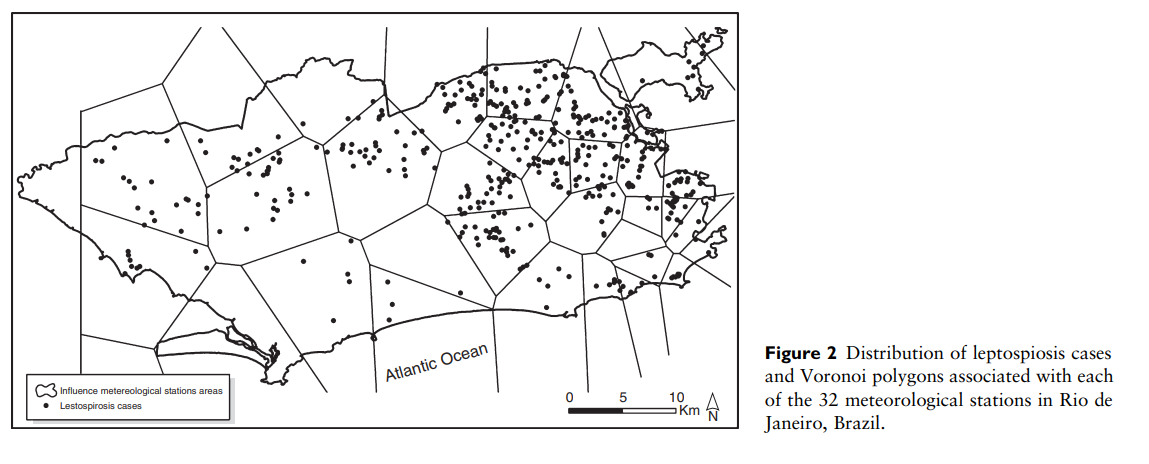 Atlantic Ocean
Influence metereological stations areas
Lestospirosis cases
0 5 10
Km
N
Figure 2 Distribution of leptospiosis cases
and Voronoi polygons associated with each
of the 32 meteorological stations in Rio de
Janeiro, Brazil.